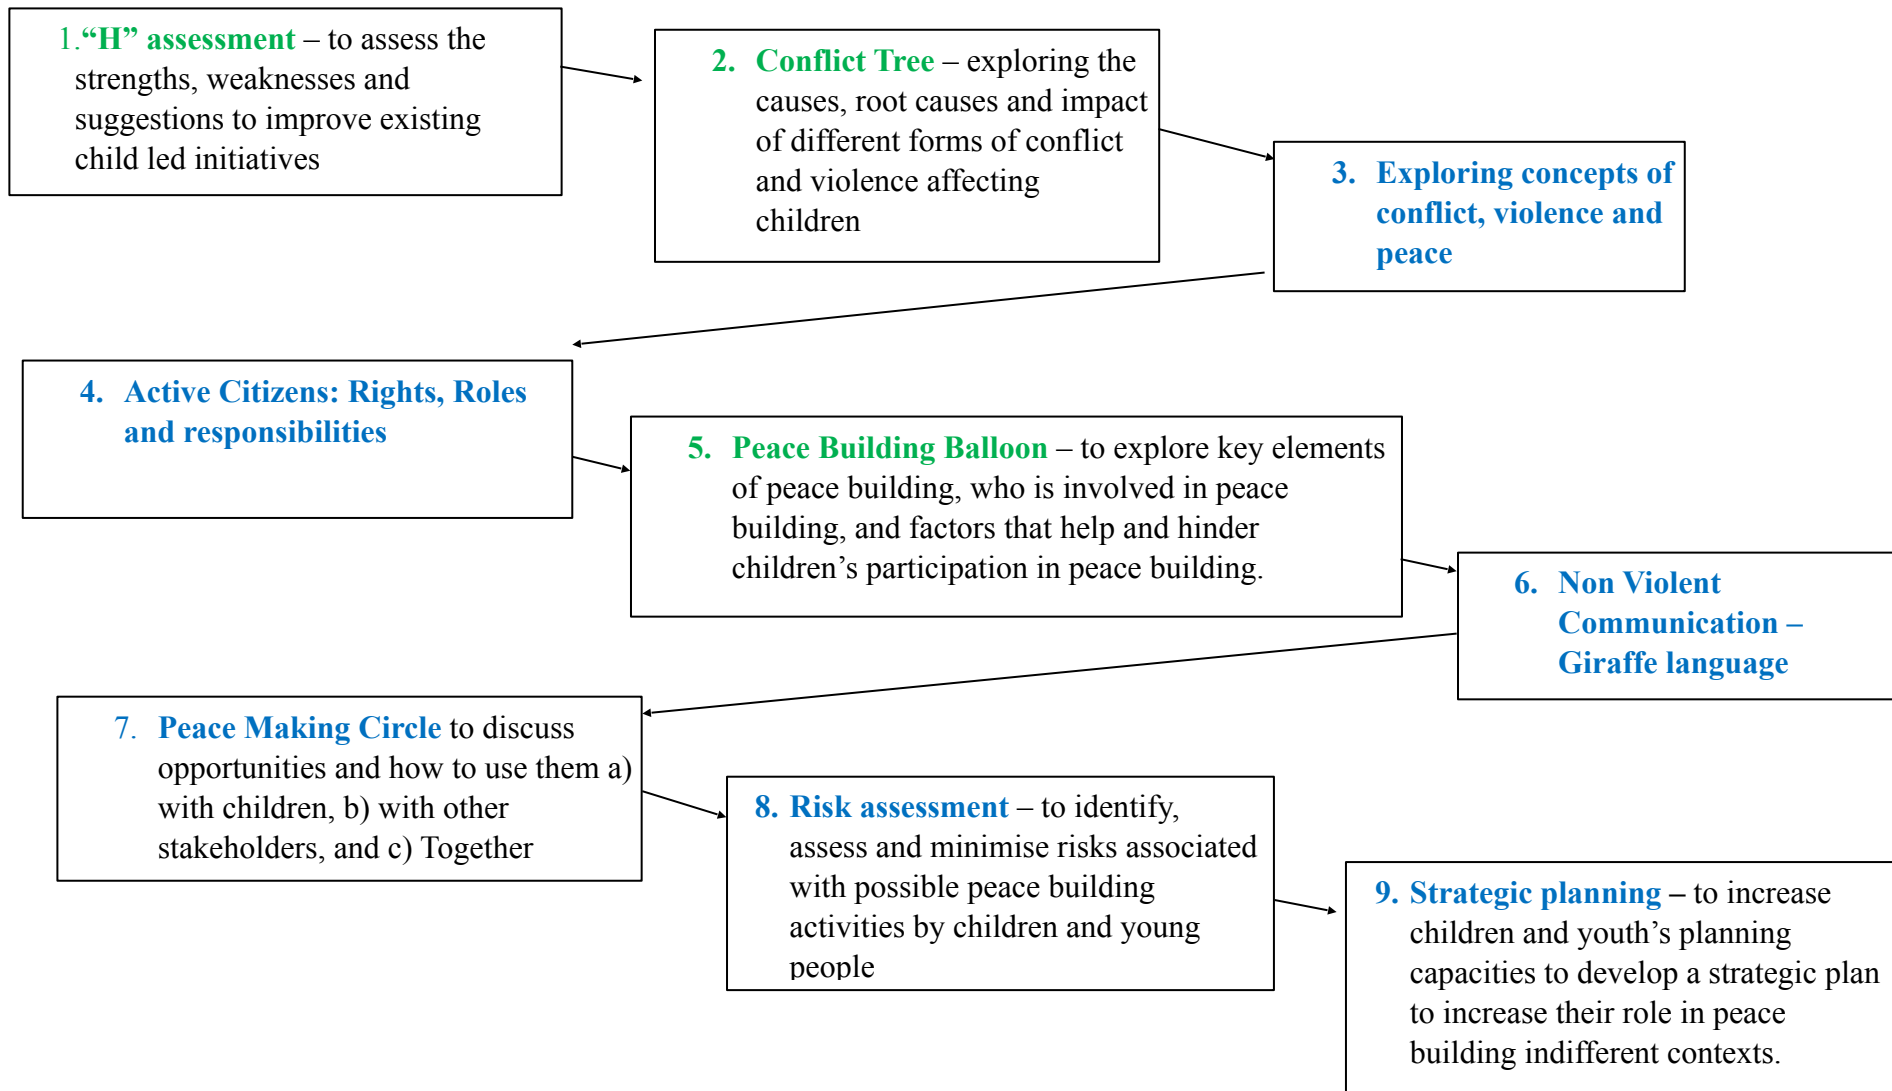 1.“H” assessment – to assess the
strengths, weaknesses and
suggestions to improve existing
child led initiatives
2. Conflict Tree – exploring the
causes, root causes and impact
of different forms of conflict
and violence affecting
children
3. Exploring concepts of
conflict, violence and
peace
4. Active Citizens: Rights, Roles
and responsibilities
5. Peace Building Balloon – to explore key elements
of peace building, who is involved in peace
building, and factors that help and hinder
children’s participation in peace building.
6. Non Violent
Communication –
Giraffe language
7. Peace Making Circle to discuss
opportunities and how to use them a)
with children, b) with other
stakeholders, and c) Together
8. Risk assessment – to identify,
assess and minimise risks associated
with possible peace building
activities by children and young
people
9. Strategic planning – to increase
children and youth’s planning
capacities to develop a strategic plan
to increase their role in peace
building indifferent contexts.